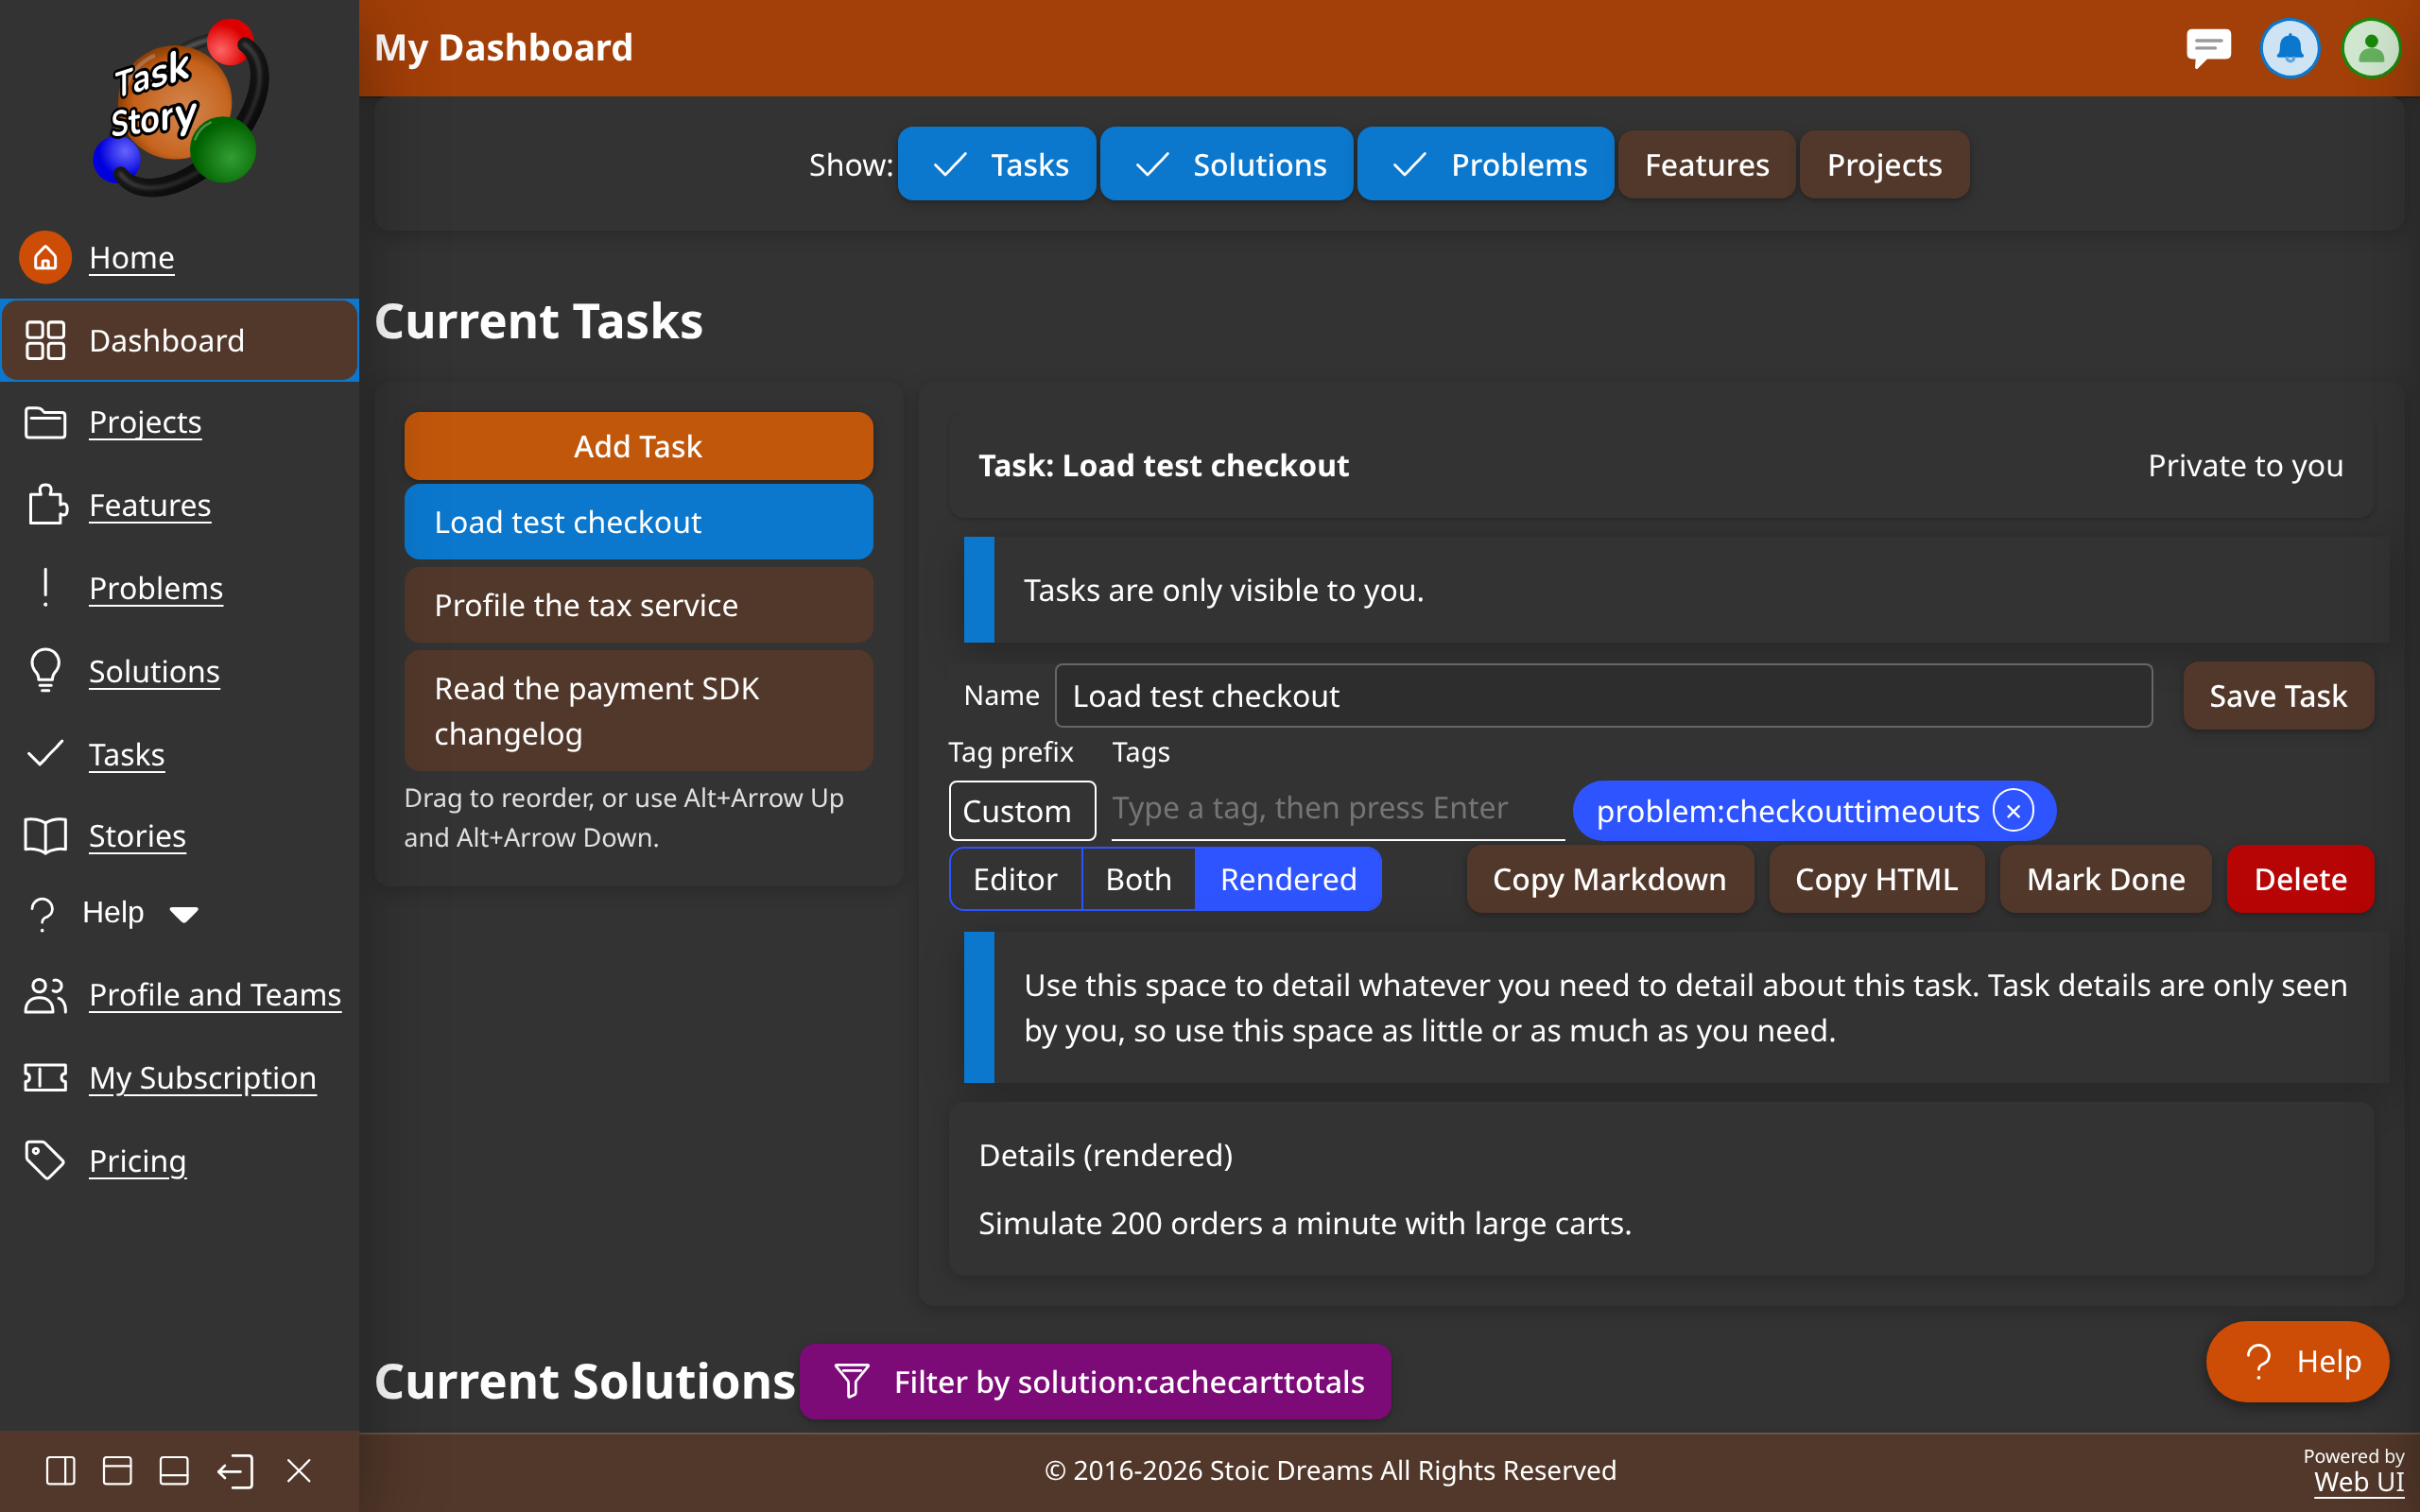 Task
Story
My Dashboard
Home
Dashboard
Projects
Features
Problems
Solutions
Tasks
Stories
Help
Profile and Teams
My Subscription
Pricing
Show:
Tasks
Solutions
Problems
Features
Projects
Current Tasks
Add Task
Load test checkout
Profile the tax service
Read the payment SDK
changelog
Drag to reorder, or use Alt+Arrow Up
and Alt+Arrow Down.
Task: Load test checkout
Private to you
Tasks are only visible to you.
Name
Load test checkout
Save Task
Tag prefix
Tags
Custom
Type a tag, then press Enter
problem:checkouttimeouts
Editor
Both
Rendered
Copy Markdown
Copy HTML
Mark Done
Delete
Use this space to detail whatever you need to detail about this task. Task details are only seen
by you, so use this space as little or as much as you need.
Details (rendered)
Simulate 200 orders a minute with large carts.
Current Solutions
Filter by solution:cachecarttotals
Help
© 2016-2026 Stoic Dreams All Rights Reserved
Powered by
Web UI